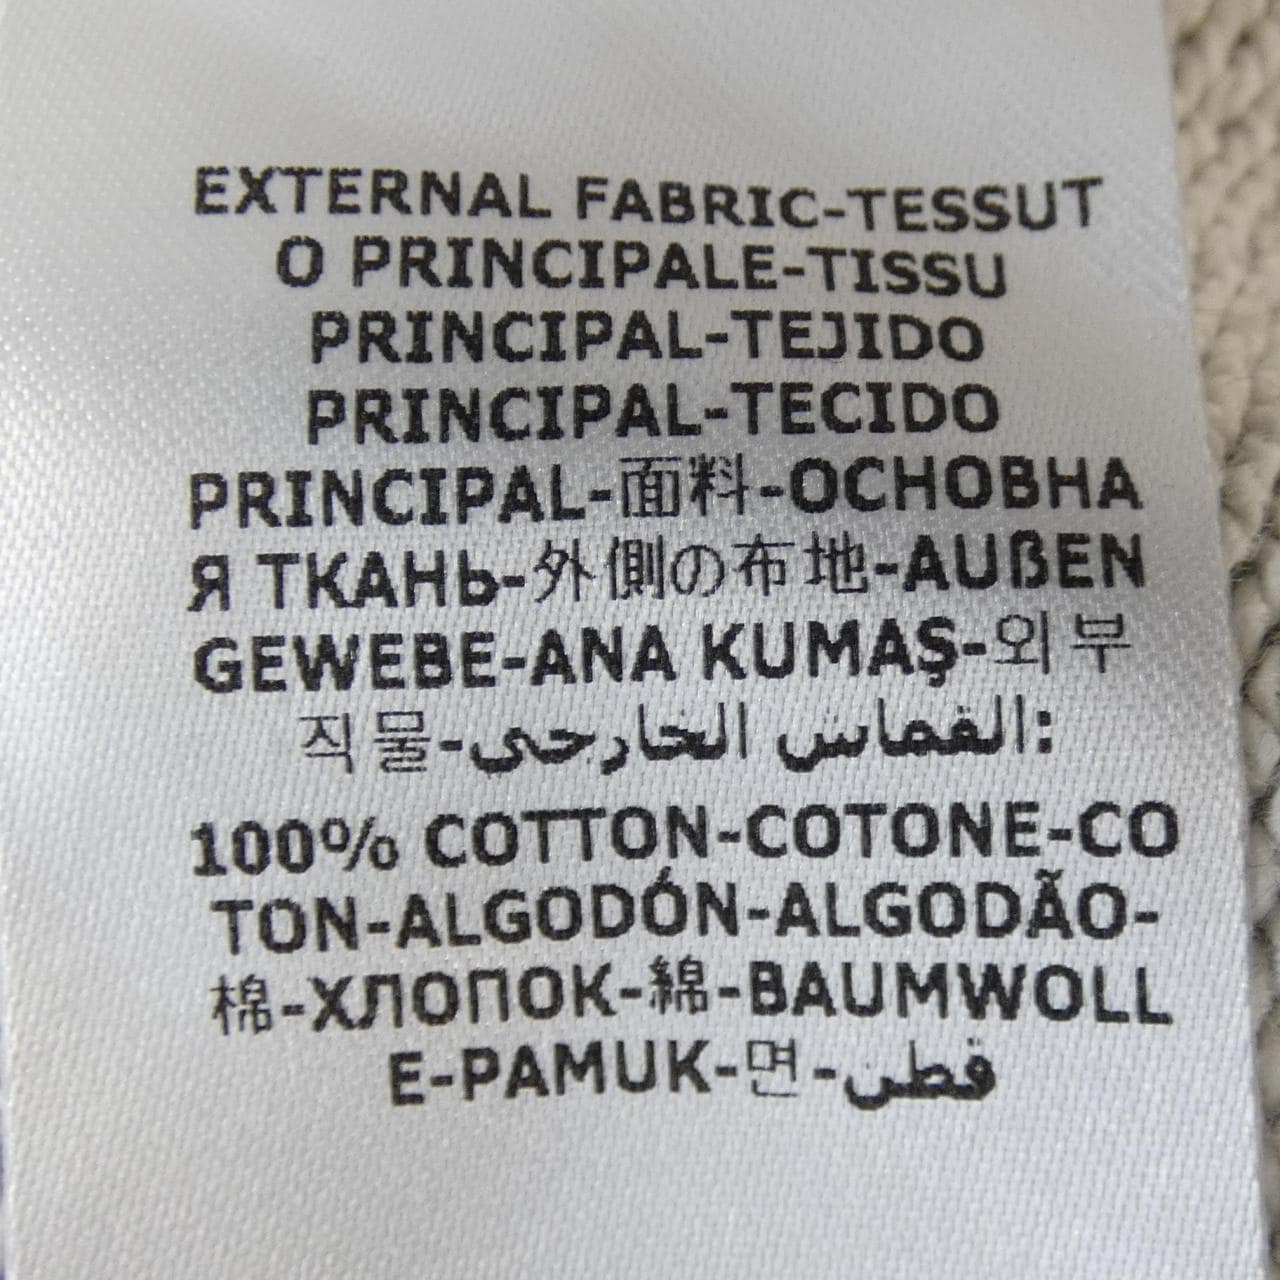 EXTERNAL FABRIC-TESSUT
O PRINCIPALE-TISSU
PRINCIPAL-TEJIDO
PRINCIPAL-TECIDO
PRINCIPAL-面料-ОСНОВНА
Я ТКАНЬ-外側の布地-AUßEN
GEWEBE-ANA KUMAŞ-외부
직물-القماش الخارجي:
100% COTTON-COTONE-CO
TON-ALGODÓN-ALGODÃO-
棉-ХЛОПОК-綿-BAUMWOLL
E-PAMUK-면-قطن